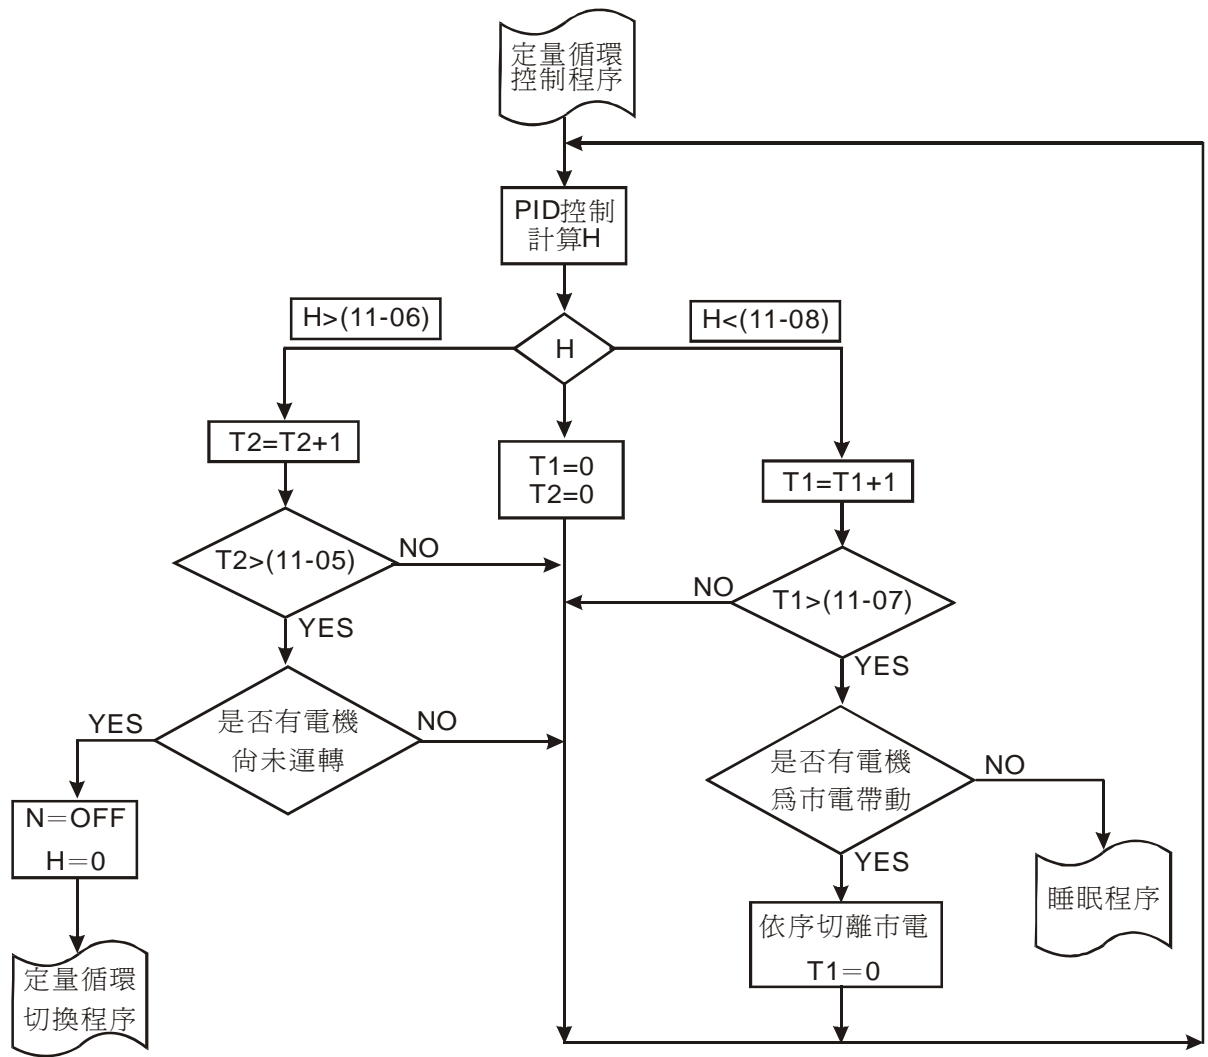 定量循環
控制程序
PID控制
計算H
H>(11-06)
H<(11-08)
H
T2=T2+1
T1=0
T2=0
T1=T1+1
T2>(11-05)
NO
NO
T1>(11-07)
YES
YES
是否有電機
尚未運轉
YES
NO
是否有電機
爲市電帶動
NO
N＝OFF
H＝0
YES
睡眠程序
依序切離市電
T1＝0
定量循環
切換程序